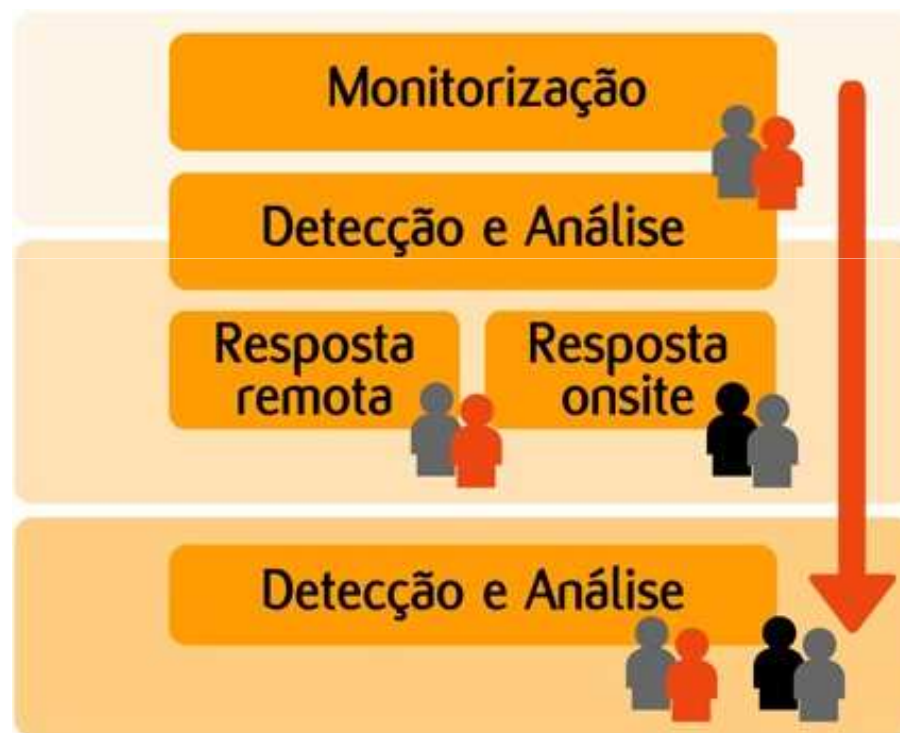 Monitorização
Detecção e Análise
Resposta
remota
Resposta
onsite
Detecção e Análise